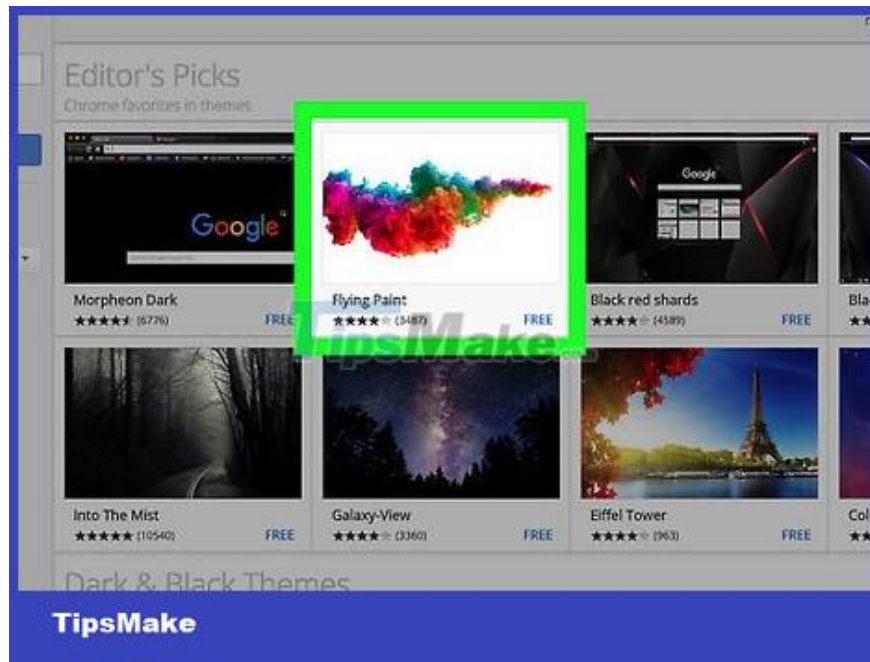 Editor's Picks
Chrome favorites in themes
Google
Google
Morpheon Dark
(6776) FREE
Flying Paint
(3487) FREE
Black red shards
(4589) FREE
Bla
TipsMake
Into The Mist
(10540) FREE
Galaxy-View
(3360) FREE
Eiffel Tower
(963) FREE
Col
Dark & Black Themes
TipsMake